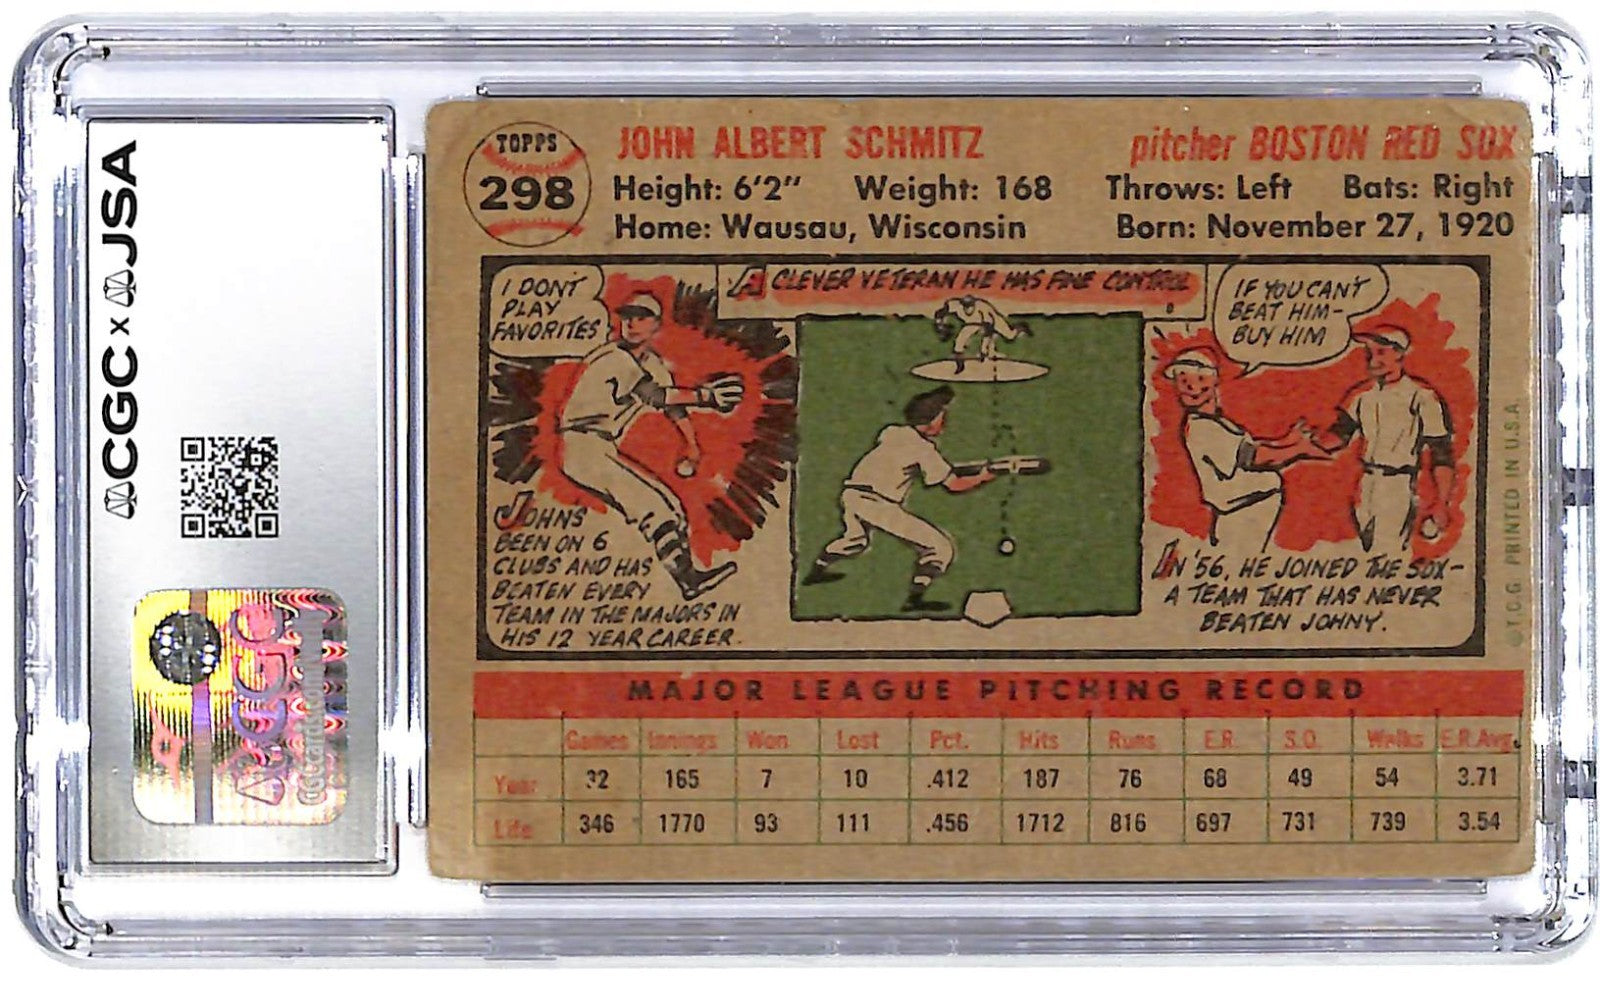 CGC x JSA
CGC
cgccards.com
TOPPS
298
JOHN ALBERT SCHMITZ
pitcher BOSTON RED SOX
Height: 6'2" Weight: 168 Throws: Left Bats: Right
Home: Wausau, Wisconsin Born: November 27, 1920
I DON'T
PLAY
FAVORITES
JOHNS
BEEN ON 6
CLUBS AND HAS
BEATEN EVERY
TEAM IN THE MAJORS IN
HIS 12 YEAR CAREER.
A CLEVER VETERAN HE HAS FINE CONTROL
IF YOU CAN'T
BEAT HIM-
BUY HIM
IN '56, HE JOINED THE SOX-
A TEAM THAT HAS NEVER
BEATEN JOHNY.
©T.C.G. PRINTED IN U.S.A.
MAJOR LEAGUE PITCHING RECORD
Games Innings Won Lost Pct. Hits Runs E.R. S.O. Walks E.R.Avg.
Year 32 165 7 10 .412 187 76 68 49 54 3.71
Life 346 1770 93 111 .456 1712 816 697 731 739 3.54